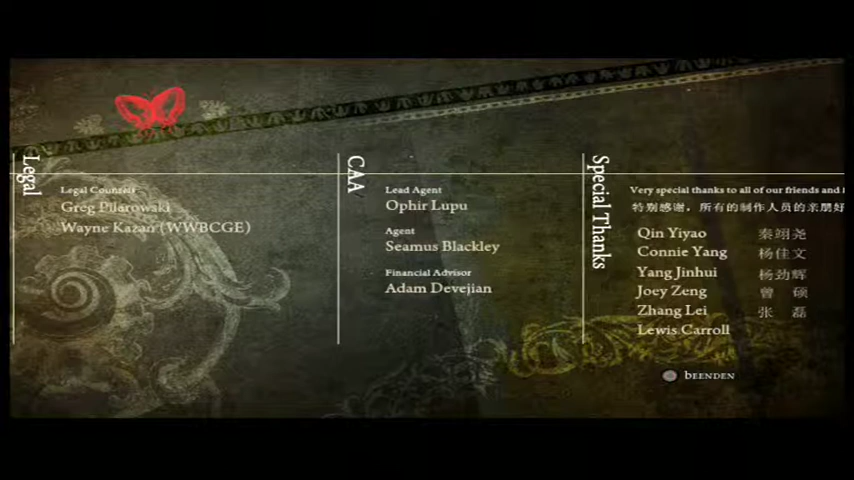 Legal
Legal Counsel
Greg Pilarowski
Wayne Kazan (WWBCGE)
CAA
Lead Agent
Ophir Lupu
Agent
Seamus Blackley
Financial Advisor
Adam Devejian
Special Thanks
Very special thanks to all of our friends and
特别感谢，所有的制作人员的亲朋好
Qin Yiyao 秦翊尧
Connie Yang 杨佳文
Yang Jinhui 杨劲辉
Joey Zeng 曾 硕
Zhang Lei 张 磊
Lewis Carroll
BEENDEN